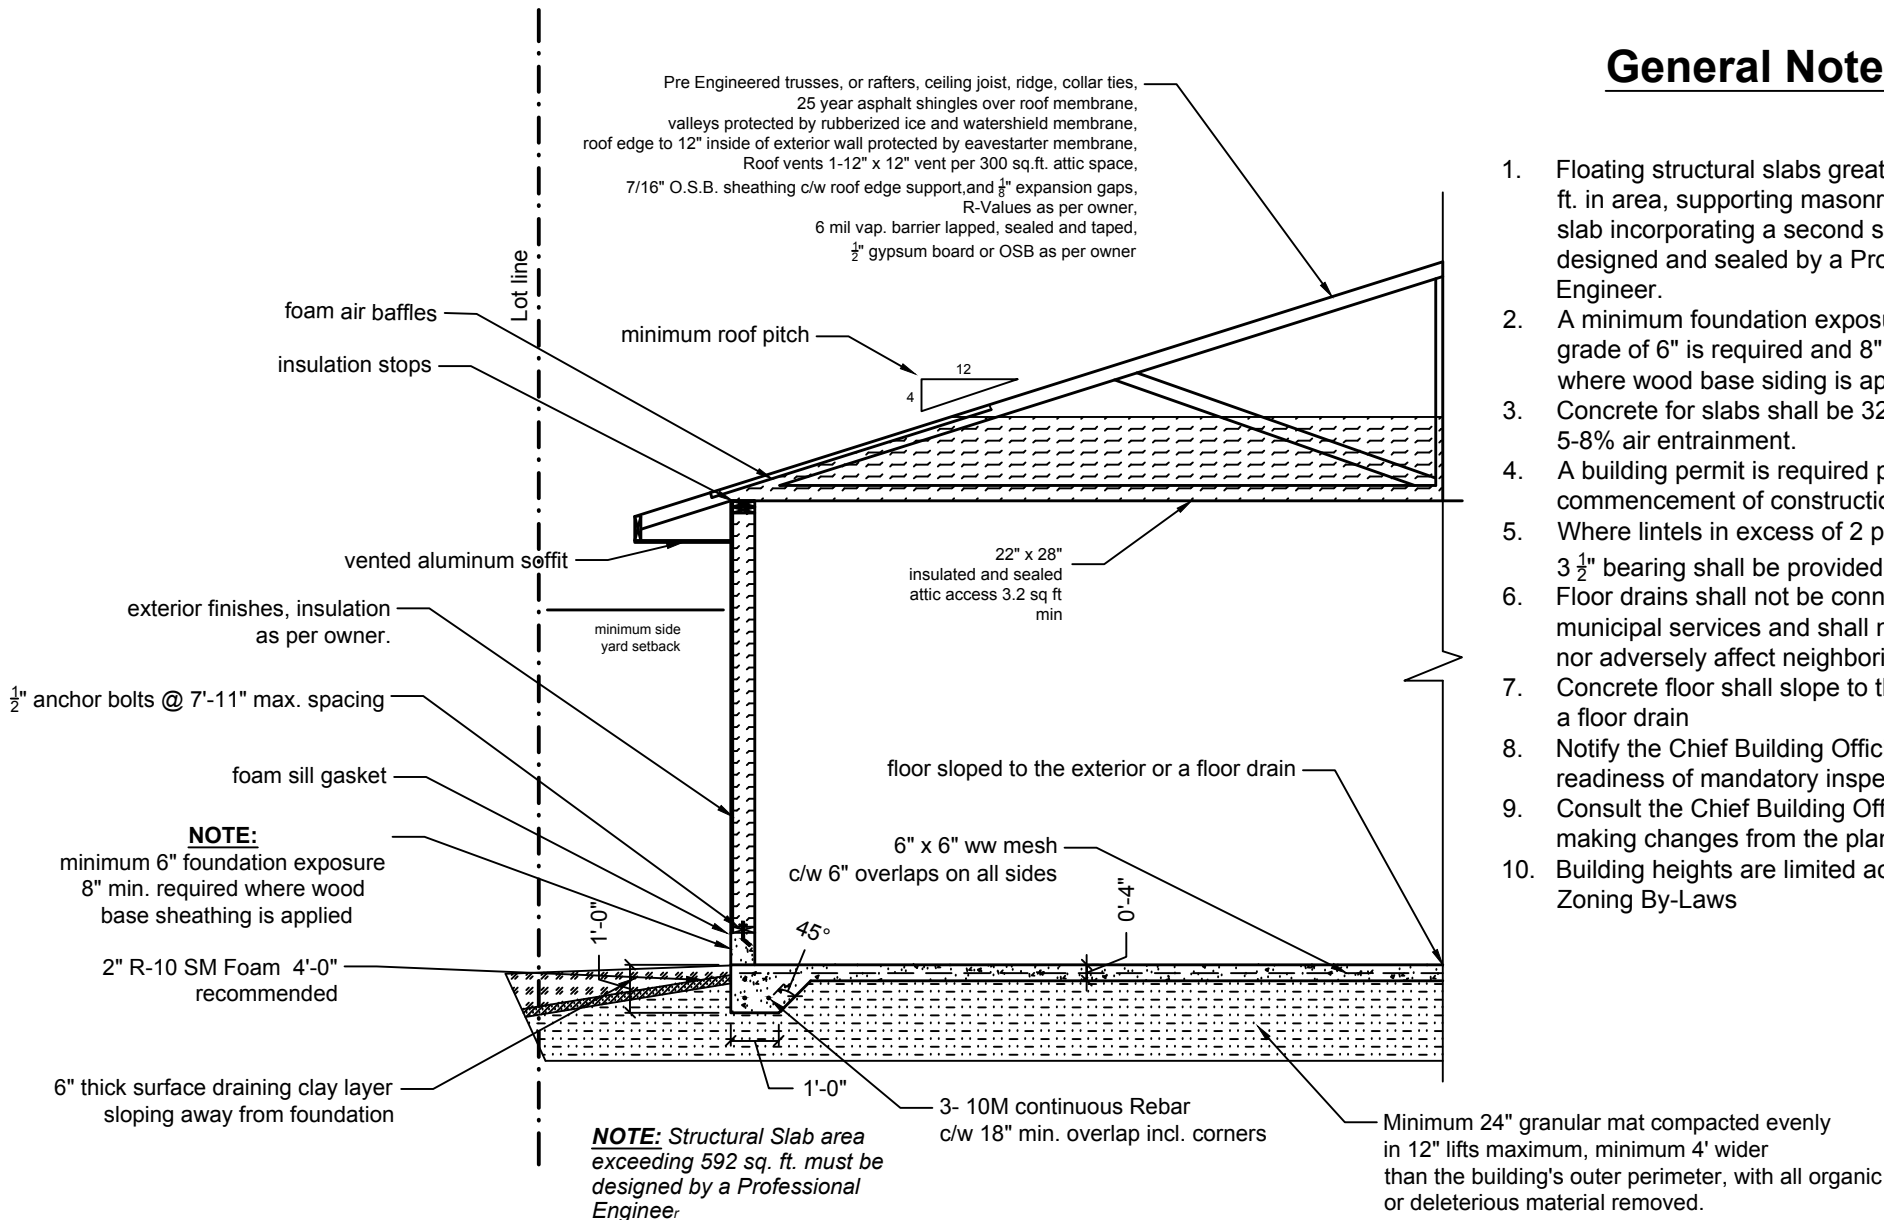 General Note
Pre Engineered trusses, or rafters, ceiling joist, ridge, collar ties,
25 year asphalt shingles over roof membrane,
valleys protected by rubberized ice and watershield membrane,
roof edge to 12" inside of exterior wall protected by eavestarter membrane,
Roof vents 1-12" x 12" vent per 300 sq.ft. attic space,
7/16" O.S.B. sheathing c/w roof edge support,and 1/8" expansion gaps,
R-Values as per owner,
6 mil vap. barrier lapped, sealed and taped,
1/2" gypsum board or OSB as per owner
Lot line
foam air baffles
insulation stops
minimum roof pitch
12
4
vented aluminum soffit
22" x 28"
insulated and sealed
attic access 3.2 sq ft
min
exterior finishes, insulation
as per owner.
minimum side
yard setback
1/2" anchor bolts @ 7'-11" max. spacing
foam sill gasket
floor sloped to the exterior or a floor drain
NOTE:
minimum 6" foundation exposure
8" min. required where wood
base sheathing is applied
6" x 6" ww mesh
c/w 6" overlaps on all sides
1'-0"
45°
0'-4"
2" R-10 SM Foam 4'-0"
recommended
6" thick surface draining clay layer
sloping away from foundation
1'-0"
3- 10M continuous Rebar
c/w 18" min. overlap incl. corners
NOTE: Structural Slab area
exceeding 592 sq. ft. must be
designed by a Professional
Engineer
Minimum 24" granular mat compacted evenly
in 12" lifts maximum, minimum 4' wider
than the building's outer perimeter, with all organic
or deleterious material removed.
1. Floating structural slabs great
ft. in area, supporting masonr
slab incorporating a second s
designed and sealed by a Pro
Engineer.
2. A minimum foundation exposu
grade of 6" is required and 8"
where wood base siding is ap
3. Concrete for slabs shall be 32
5-8% air entrainment.
4. A building permit is required p
commencement of constructio
5. Where lintels in excess of 2 p
3 1/2" bearing shall be provided
6. Floor drains shall not be conn
municipal services and shall n
nor adversely affect neighbori
7. Concrete floor shall slope to th
a floor drain
8. Notify the Chief Building Offic
readiness of mandatory inspe
9. Consult the Chief Building Off
making changes from the plan
10. Building heights are limited ac
Zoning By-Laws